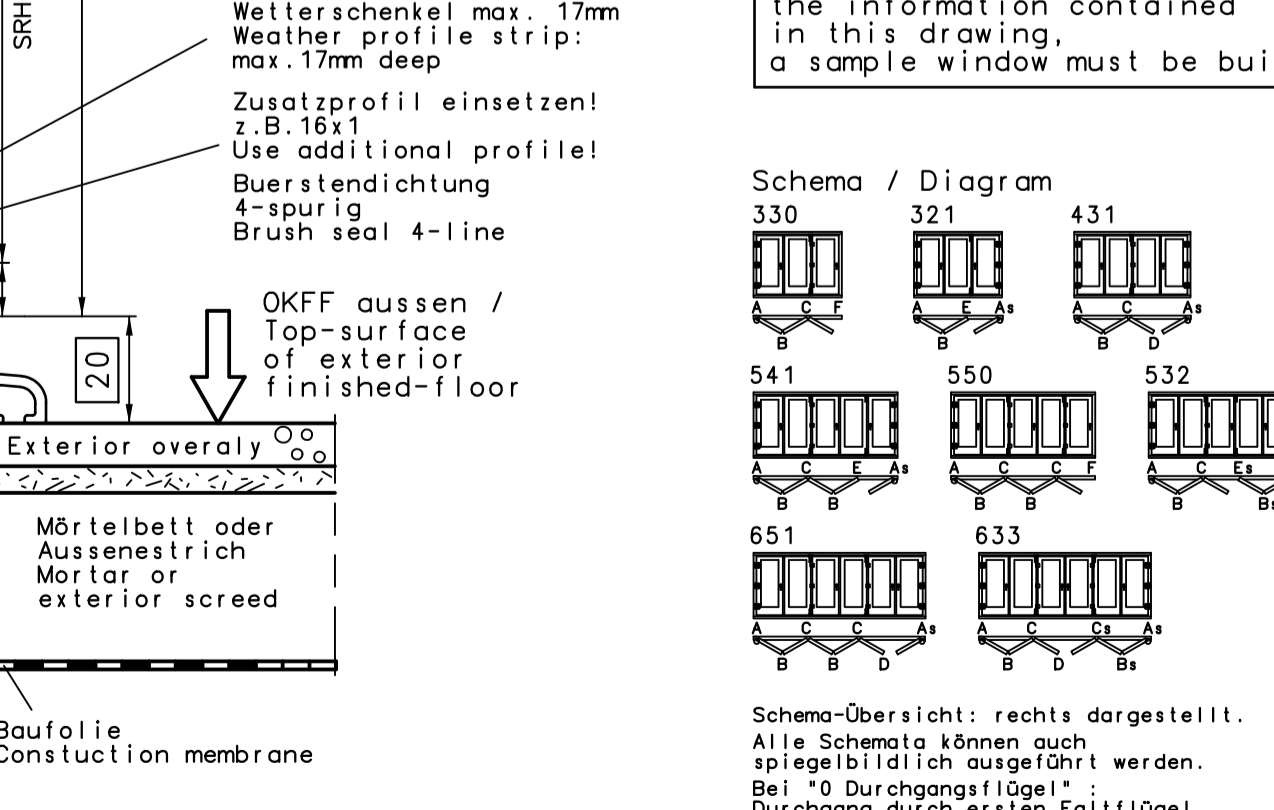 SRH
Wetterschenkel max. 17mm
Weather profile strip:
max.17mm deep
Zusatzprofil einsetzen!
z.B.16x1
Use additional profile!
Buerstendichtung
4-spurig
Brush seal 4-line
OKFF aussen /
Top-surface
of exterior
finished-floor
20
Exterior overaly
Mörtelbett oder
Aussenestrich
Mortar or
exterior screed
Baufolie
Constuction membrane
the information contained
in this drawing,
a sample window must be bui
Schema / Diagram
330 321 431
A C F A E As A C As
B B B D
541 550 532
A C E As A C C F A C Es
B B B B B Bs
651 633
A C C As A C Cs As
B B D B D Bs
Schema-Übersicht: rechts dargestellt.
Alle Schemata können auch
spiegelbildlich ausgeführt werden.
Bei "0 Durchgangsflügel" :
Durchgang durch ersten Faltflügel